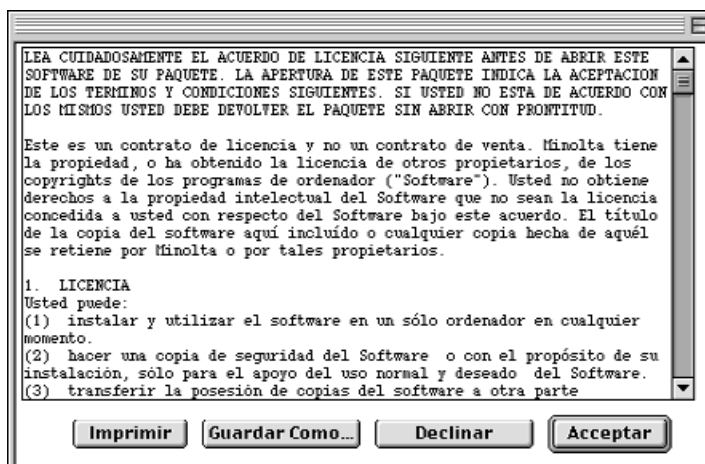 LEA CUIDADOSAMENTE EL ACUERDO DE LICENCIA SIGUIENTE ANTES DE ABRIR ESTE
SOFTWARE DE SU PAQUETE. LA APERTURA DE ESTE PAQUETE INDICA LA ACEPTACION
DE LOS TERMINOS Y CONDICIONES SIGUIENTES. SI USTED NO ESTA DE ACUERDO CON
LOS MISMOS USTED DEBE DEVOLVER EL PAQUETE SIN ABRIR CON PRONTITUD.
Este es un contrato de licencia y no un contrato de venta. Minolta tiene
la propiedad, o ha obtenido la licencia de otros propietarios, de los
copyrights de los programas de ordenador ("Software"). Usted no obtiene
derechos a la propiedad intelectual del Software que no sean la licencia
concedida a usted con respecto del Software bajo este acuerdo. El título
de la copia del software aquí incluído o cualquier copia hecha de aquél
se retiene por Minolta o por tales propietarios.
1. LICENCIA
Usted puede:
(1) instalar y utilizar el software en un sólo ordenador en cualquier
momento.
(2) hacer una copia de seguridad del Software o con el propósito de su
instalación, sólo para el apoyo del uso normal y deseado del Software.
(3) transferir la posesión de copias del software a otra parte
Imprimir Guardar Como... Declinar Acceptar